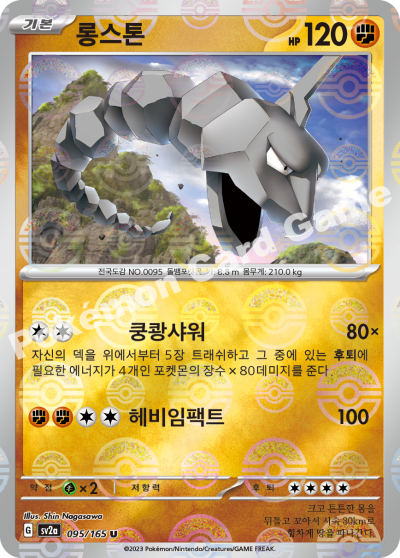 기본 롱스톤 HP 120
전국도감 NO.0095 돌뱀포켓몬 키: 8.8 m 몸무게: 210.0 kg
쿵쾅샤워 80×
자신의 덱을 위에서부터 5장 트래쉬하고 그 중에 있는 후퇴에
필요한 에너지가 4개인 포켓몬의 장수×80데미지를 준다.
헤비임팩트 100
약점 ×2 저항력 후퇴
Illus. Shin Nagasawa
G sv2a 095/165 U
크고 튼튼한 몸을
뒤틀고 꼬아서 시속 80km로
힘차게 땅을 파나간다.
©2023 Pokémon/Nintendo/Creatures/GAME FREAK.
Pokémon Card Game